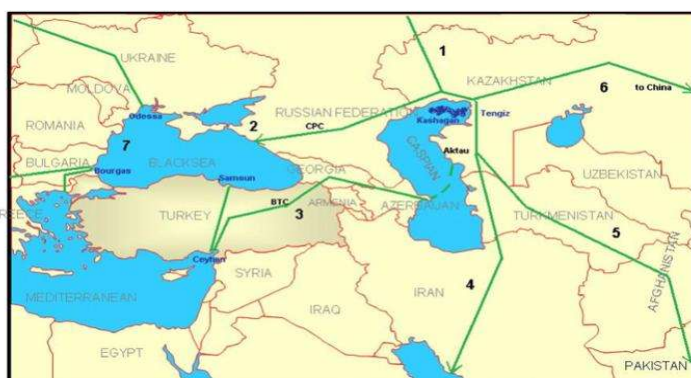 1
UKRAINE
KAZAKHSTAN
6
to China
MOLDOVA
Odessa
RUSSIAN FEDERATION
Kashagan
Tengiz
ROMANIA
2
CPC
7
BULGARIA
Bourgas
BLACKSEA
GEORGIA
CASPIAN
Aktau
UZBEKISTAN
Samsun
GREECE
TURKEY
BTC
3
ARMENIA
AZERBAIJAN
TURKMENISTAN
5
Ceyhan
SYRIA
4
AFGHANISTAN
MEDITERRANEAN
IRAQ
IRAN
EGYPT
PAKISTAN